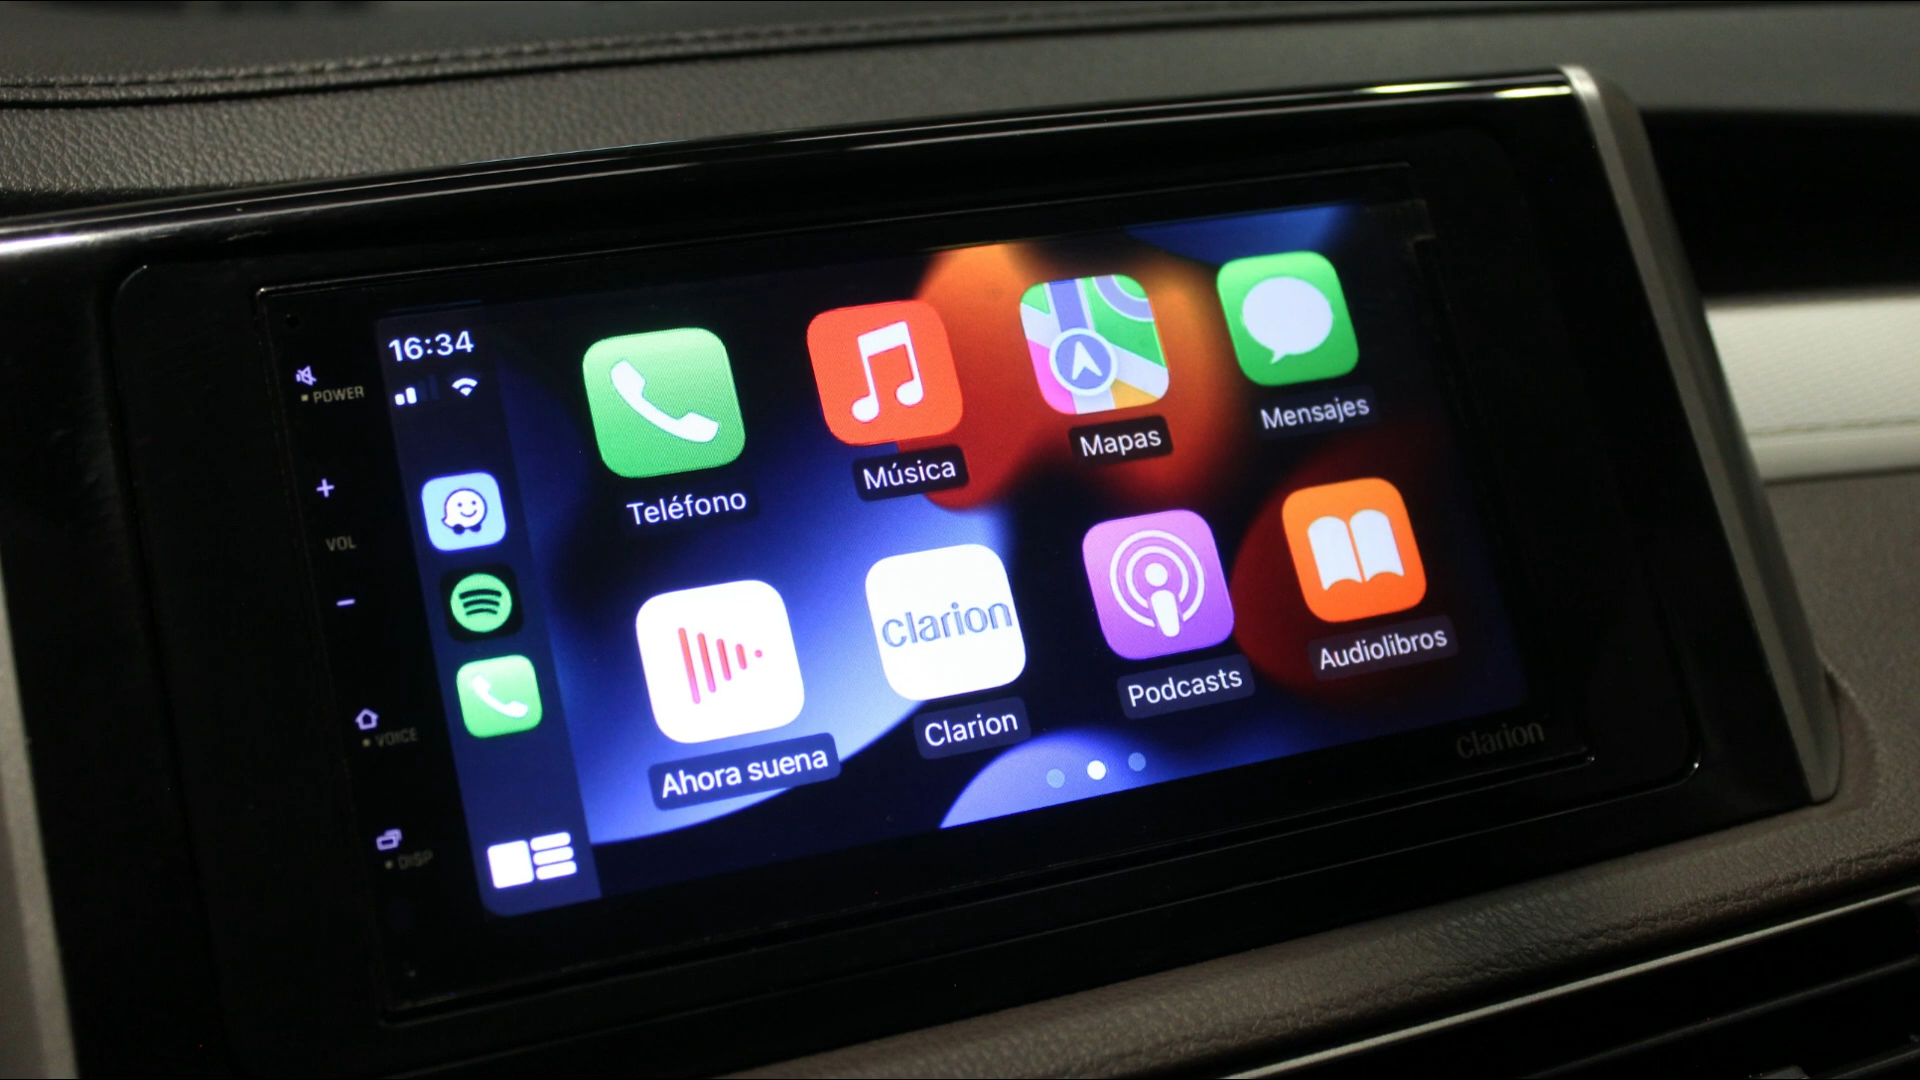 POWER
+
VOL
-
VOICE
DISP
16:34
Teléfono
Música
Mapas
Mensajes
Ahora suena
clarion
Clarion
Podcasts
Audiolibros
clarion